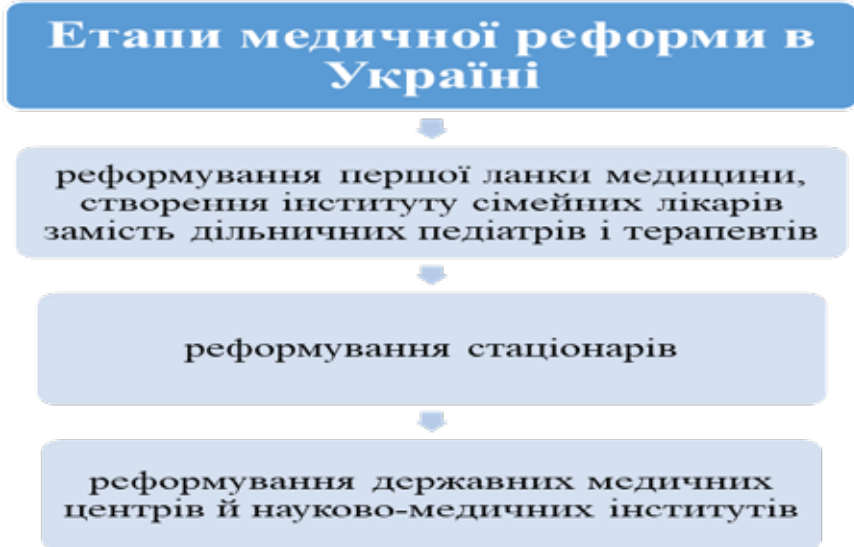 Етапи медичної реформи в
Україні
реформування першої ланки медицини,
створення інституту сімейних лікарів
замість дільничних педіатрів і терапевтів
реформування стаціонарів
реформування державних медичних
центрів й науково-медичних інститутів